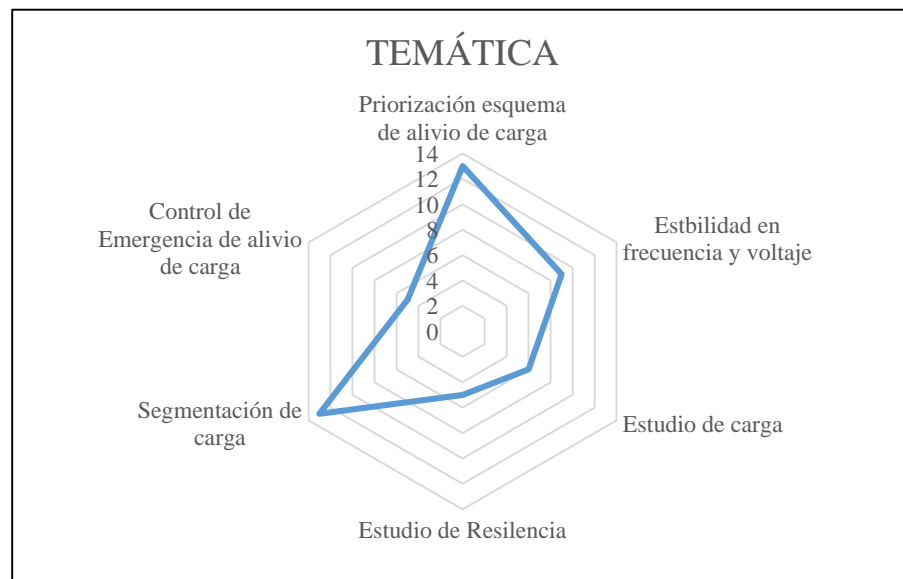 TEMÁTICA
Priorización esquema
de alivio de carga
14
12
10
8
6
4
2
0
Estbilidad en
frecuencia y voltaje
Estudio de carga
Estudio de Resilencia
Segmentación de
carga
Control de
Emergencia de alivio
de carga